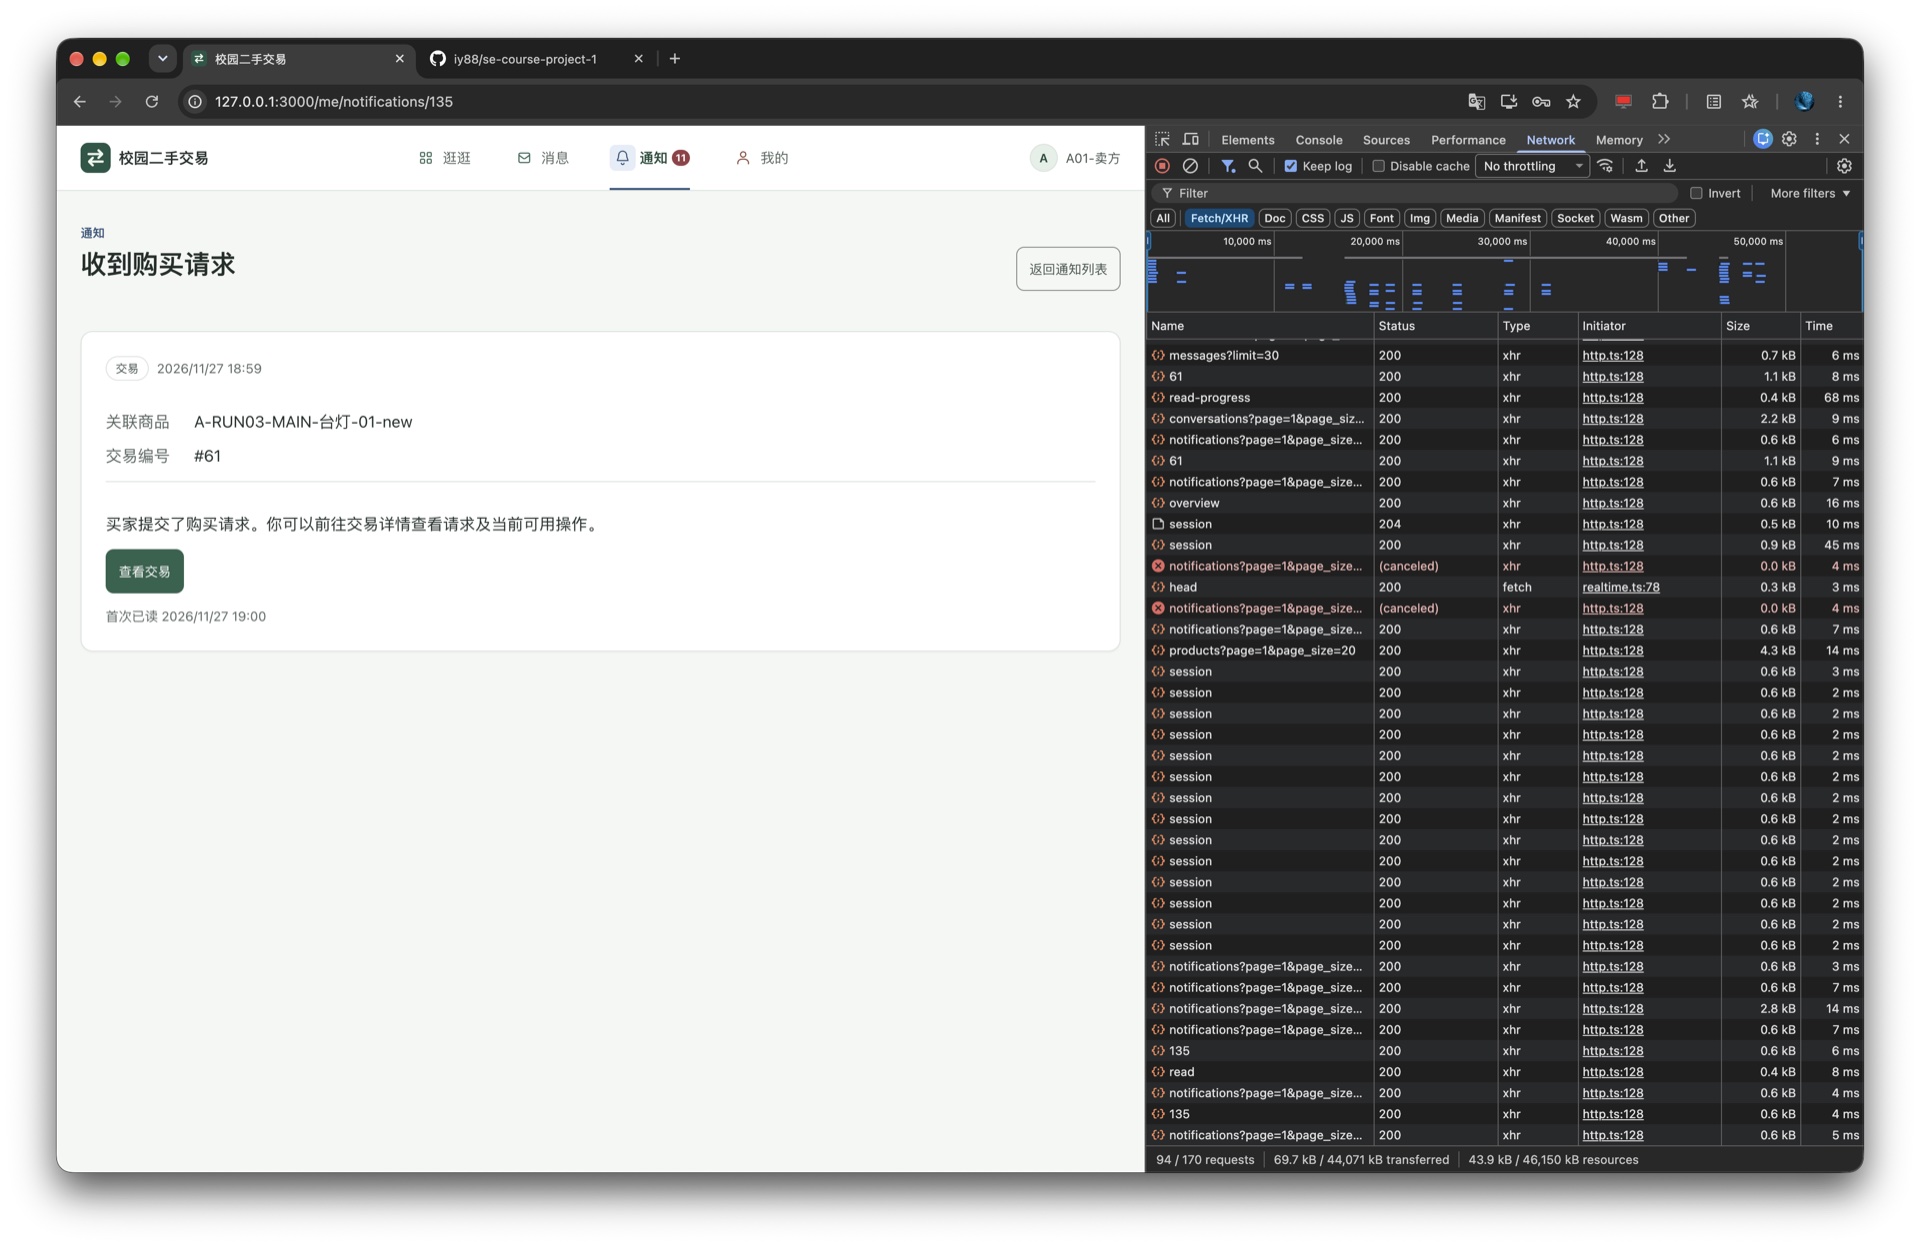 校园二手交易
iy88/se-course-project-1
127.0.0.1:3000/me/notifications/135
校园二手交易
逛逛
消息
通知 11
我的
A A01-卖方
通知
收到购买请求
返回通知列表
交易 2026/11/27 18:59
关联商品 A-RUN03-MAIN-台灯-01-new
交易编号 #61
买家提交了购买请求。你可以前往交易详情查看请求及当前可用操作。
查看交易
首次已读 2026/11/27 19:00
Elements Console Sources Performance Network Memory
Keep log Disable cache No throttling
Filter Invert More filters
All Fetch/XHR Doc CSS JS Font Img Media Manifest Socket Wasm Other
10,000 ms 20,000 ms 30,000 ms 40,000 ms 50,000 ms
Name Status Type Initiator Size Time
messages?limit=30 200 xhr http.ts:128 0.7 kB 6 ms
61 200 xhr http.ts:128 1.1 kB 8 ms
read-progress 200 xhr http.ts:128 0.4 kB 68 ms
conversations?page=1&page_siz... 200 xhr http.ts:128 2.2 kB 9 ms
notifications?page=1&page_size... 200 xhr http.ts:128 0.6 kB 6 ms
61 200 xhr http.ts:128 1.1 kB 9 ms
notifications?page=1&page_size... 200 xhr http.ts:128 0.6 kB 7 ms
overview 200 xhr http.ts:128 0.6 kB 16 ms
session 204 xhr http.ts:128 0.5 kB 10 ms
session 200 xhr http.ts:128 0.9 kB 45 ms
notifications?page=1&page_size... (canceled) xhr http.ts:128 0.0 kB 4 ms
head 200 fetch realtime.ts:78 0.3 kB 3 ms
notifications?page=1&page_size... (canceled) xhr http.ts:128 0.0 kB 4 ms
notifications?page=1&page_size... 200 xhr http.ts:128 0.6 kB 7 ms
products?page=1&page_size=20 200 xhr http.ts:128 4.3 kB 14 ms
session 200 xhr http.ts:128 0.6 kB 3 ms
session 200 xhr http.ts:128 0.6 kB 2 ms
session 200 xhr http.ts:128 0.6 kB 2 ms
session 200 xhr http.ts:128 0.6 kB 2 ms
session 200 xhr http.ts:128 0.6 kB 2 ms
session 200 xhr http.ts:128 0.6 kB 2 ms
session 200 xhr http.ts:128 0.6 kB 2 ms
session 200 xhr http.ts:128 0.6 kB 2 ms
session 200 xhr http.ts:128 0.6 kB 2 ms
session 200 xhr http.ts:128 0.6 kB 2 ms
session 200 xhr http.ts:128 0.6 kB 2 ms
session 200 xhr http.ts:128 0.6 kB 2 ms
session 200 xhr http.ts:128 0.6 kB 2 ms
session 200 xhr http.ts:128 0.6 kB 2 ms
notifications?page=1&page_size... 200 xhr http.ts:128 0.6 kB 3 ms
notifications?page=1&page_size... 200 xhr http.ts:128 0.6 kB 7 ms
notifications?page=1&page_size... 200 xhr http.ts:128 2.8 kB 14 ms
notifications?page=1&page_size... 200 xhr http.ts:128 0.6 kB 7 ms
135 200 xhr http.ts:128 0.6 kB 6 ms
read 200 xhr http.ts:128 0.4 kB 8 ms
notifications?page=1&page_size... 200 xhr http.ts:128 0.6 kB 4 ms
135 200 xhr http.ts:128 0.6 kB 4 ms
notifications?page=1&page_size... 200 xhr http.ts:128 0.6 kB 5 ms
94 / 170 requests 69.7 kB / 44,071 kB transferred 43.9 kB / 46,150 kB resources